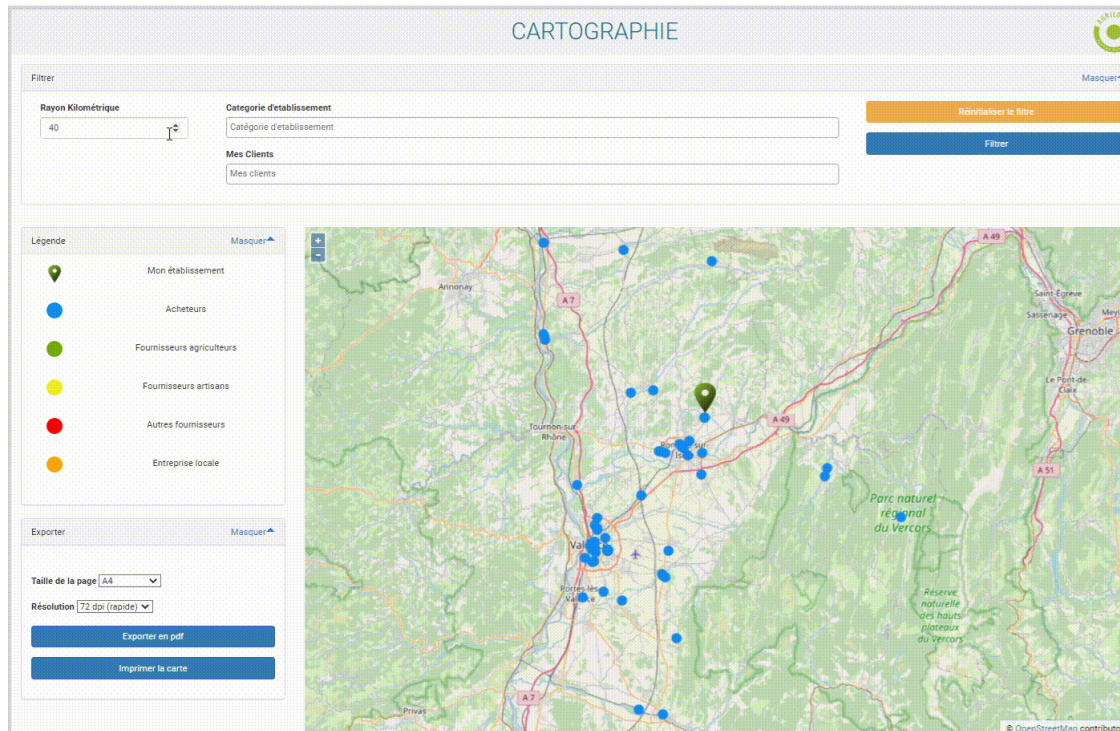 CARTOGRAPHIE
Filtrer
Masquer
Rayon Kilométrique
Categorie d'etablissement
40
Catégorie d'etablissement
Réinitialiser le filtre
Filtrer
Mes Clients
Mes clients
Légende
Masquer
Mon établissement
Acheteurs
Fournisseurs agriculteurs
Fournisseurs artisans
Autres fournisseurs
Entreprise locale
Exporter
Masquer
Taille de la page A4
Résolution 72 dpi (rapide)
Exporter en pdf
Imprimer la carte
+
-
A 49
Annonay
A 7
Saint-Égrève
Sassenage
Grenoble
Le Pont-de-
Claix
Tournon-sur-
Rhône
A 49
A 51
Parc naturel
régional
du Vercors
Portes-lès-
Valence
Réserve
naturelle
des hauts
plateaux
du Vercors
A 7
Privas
© OpenStreetMap